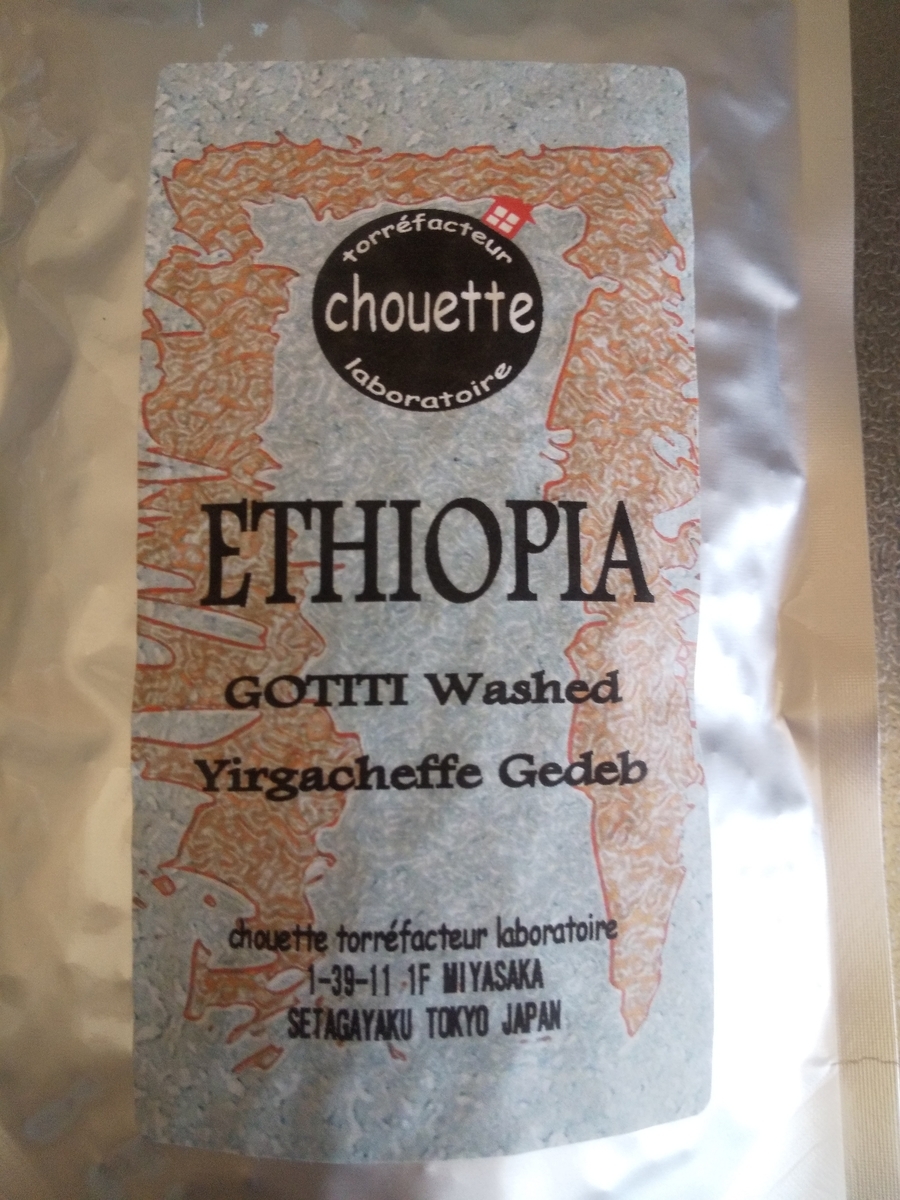 torréfacteur
chouette
laboratoire
ETHIOPIA
GOTITI Washed
Yirgacheffe Gedeb
chouette torréfacteur laboratoire
1-39-11 1F MIYASAKA
SETAGAYAKU TOKYO JAPAN